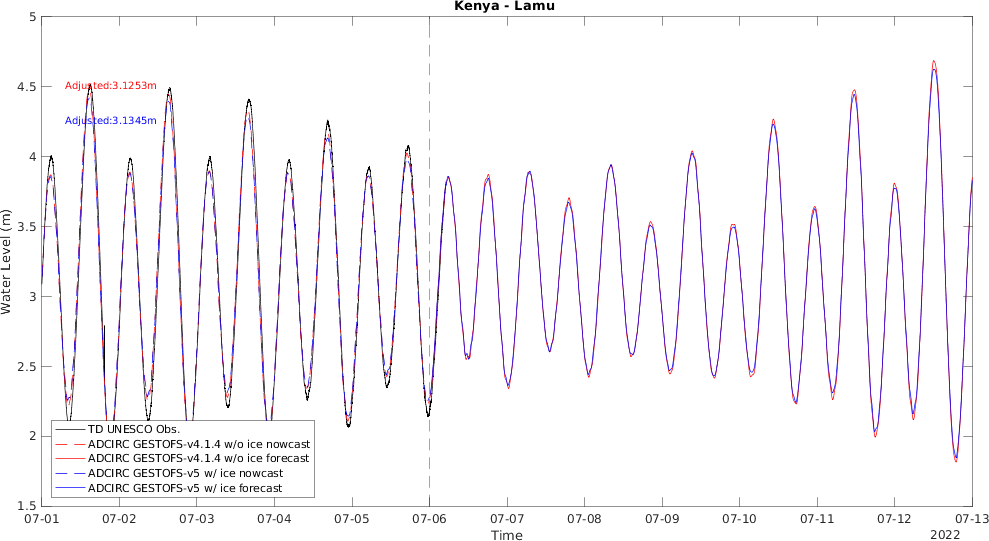 Kenya - Lamu
5
4.5
4
3.5
3
2.5
2
1.5
Water Level (m)
Adjusted:3.1253m
Adjusted:3.1345m
TD UNESCO Obs.
ADCIRC GESTOFS-v4.1.4 w/o ice nowcast
ADCIRC GESTOFS-v4.1.4 w/o ice forecast
ADCIRC GESTOFS-v5 w/ ice nowcast
ADCIRC GESTOFS-v5 w/ ice forecast
07-01 07-02 07-03 07-04 07-05 07-06 07-07 07-08 07-09 07-10 07-11 07-12 07-13
2022
Time